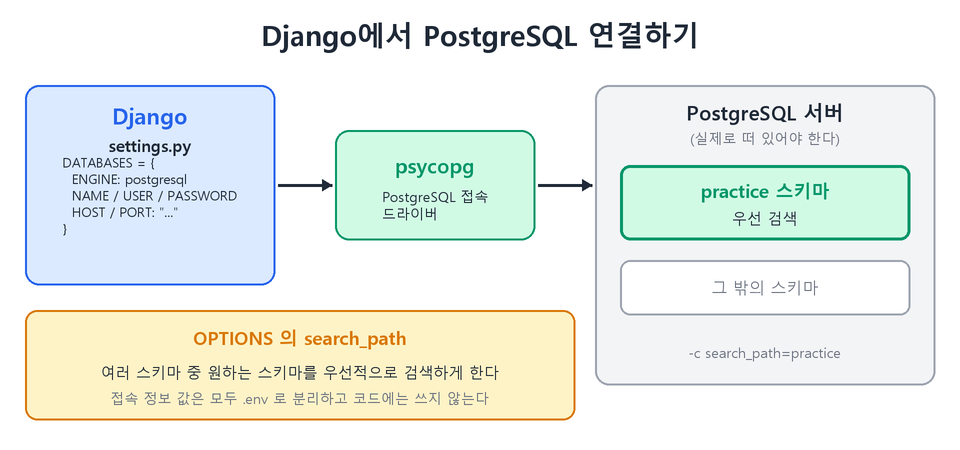 Django에서 PostgreSQL 연결하기
Django
settings.py
DATABASES = {
ENGINE: postgresql
NAME / USER / PASSWORD
HOST / PORT: "..."
}
psycopg
PostgreSQL 접속
드라이버
PostgreSQL 서버
(실제로 떠 있어야 한다)
practice 스키마
우선 검색
그 밖의 스키마
-c search_path=practice
OPTIONS 의 search_path
여러 스키마 중 원하는 스키마를 우선적으로 검색하게 한다
접속 정보 값은 모두 .env 로 분리하고 코드에는 쓰지 않는다